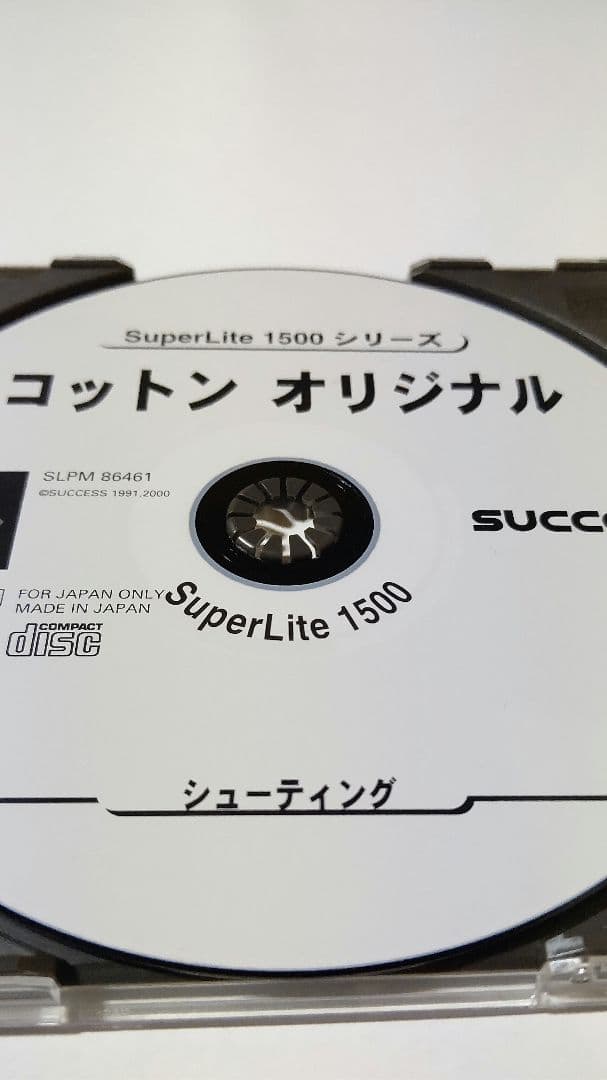 SuperLite 1500 シリーズ
コットン オリジナル
SLPM 86461
©SUCCESS 1991,2000
FOR JAPAN ONLY
MADE IN JAPAN
COMPACT
disc
SuperLite 1500
シューティング